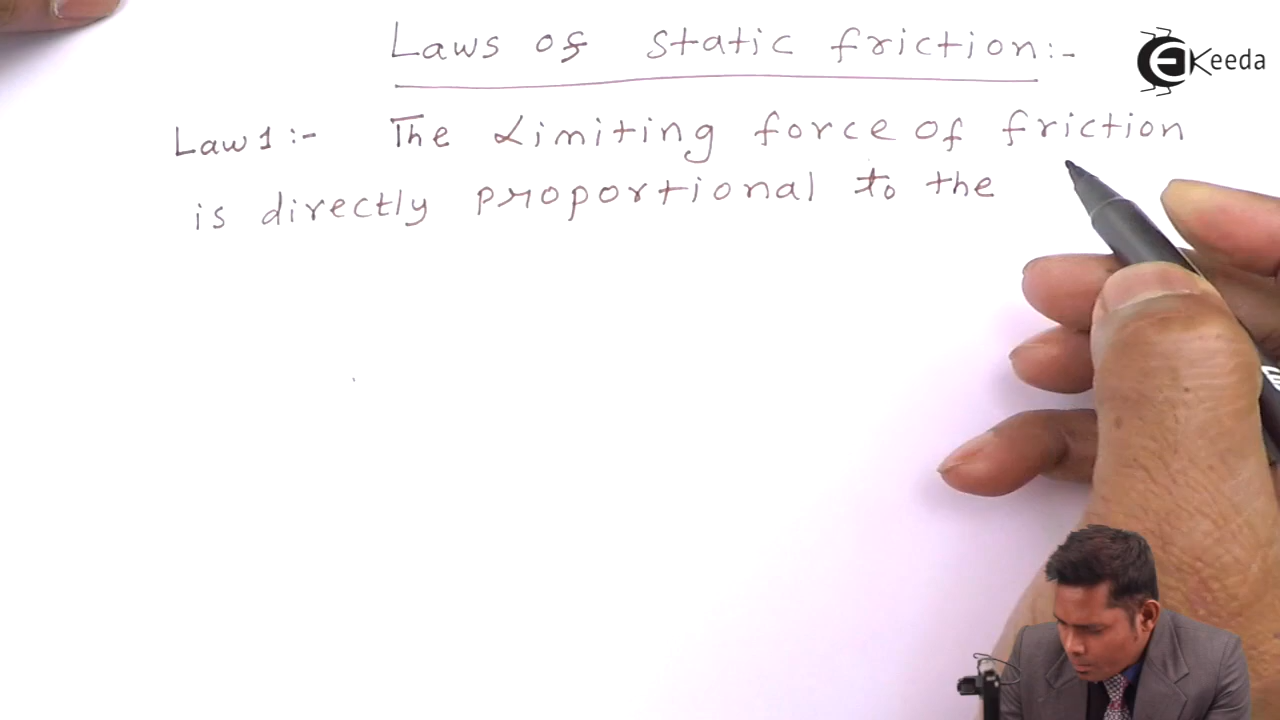 Laws of static friction:-
EKeeda
Law 1:- The Limiting force of friction
is directly proportional to the